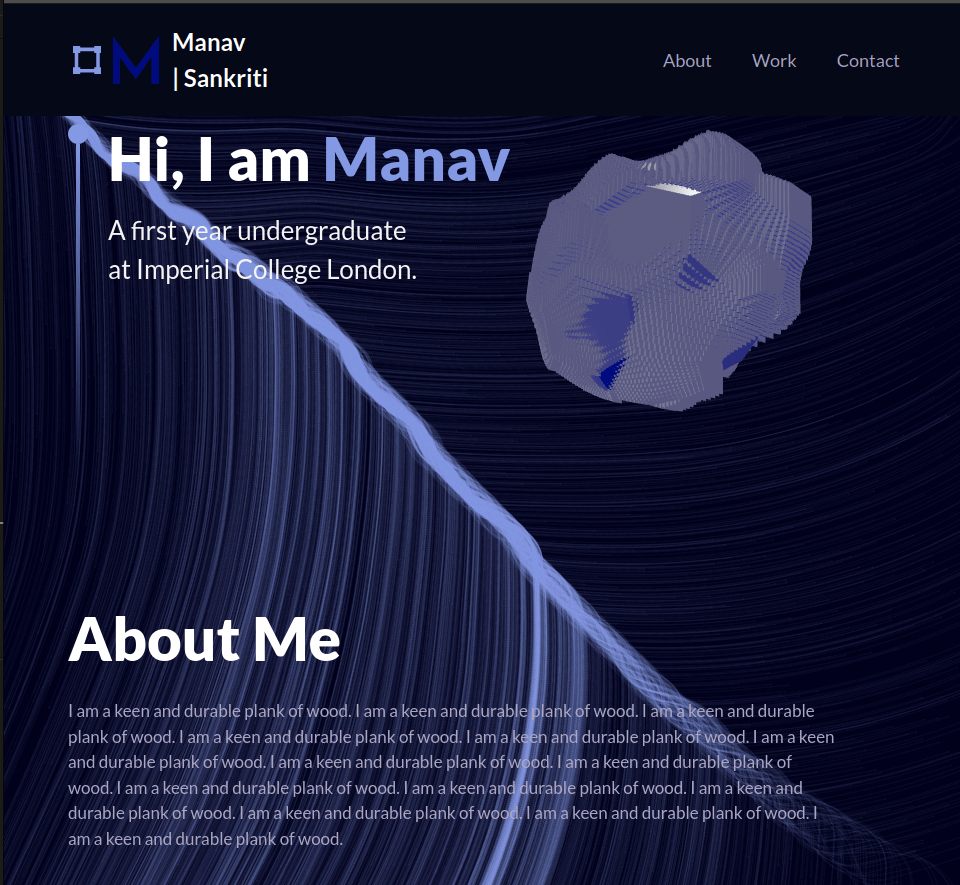 M Manav
| Sankriti
About Work Contact
Hi, I am Manav
A first year undergraduate
at Imperial College London.
About Me
I am a keen and durable plank of wood. I am a keen and durable plank of wood. I am a keen and durable
plank of wood. I am a keen and durable plank of wood. I am a keen and durable plank of wood. I am a keen
and durable plank of wood. I am a keen and durable plank of wood. I am a keen and durable plank of
wood. I am a keen and durable plank of wood. I am a keen and durable plank of wood. I am a keen and
durable plank of wood. I am a keen and durable plank of wood. I am a keen and durable plank of wood. I
am a keen and durable plank of wood.